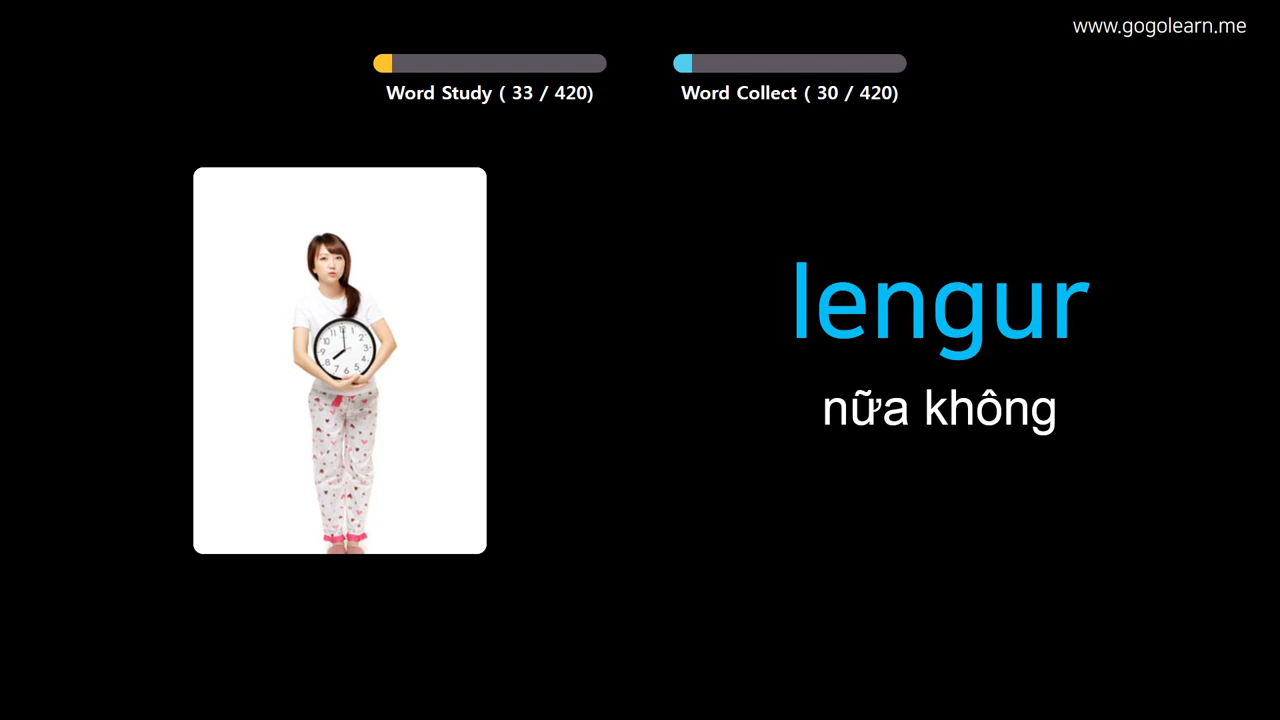 www.gogolearn.me
Word Study ( 33 / 420)
Word Collect ( 30 / 420)
lengur
nữa không